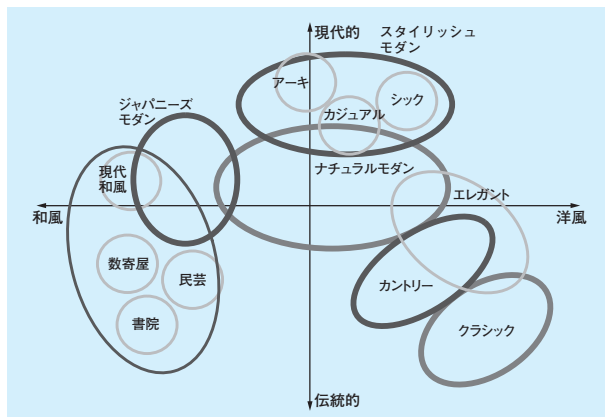 現代的
スタイリッシュ
モダン
アーキ
シック
カジュアル
ジャパニーズ
モダン
ナチュラルモダン
現代
和風
エレガント
和風
洋風
数寄屋
民芸
カントリー
書院
クラシック
伝統的